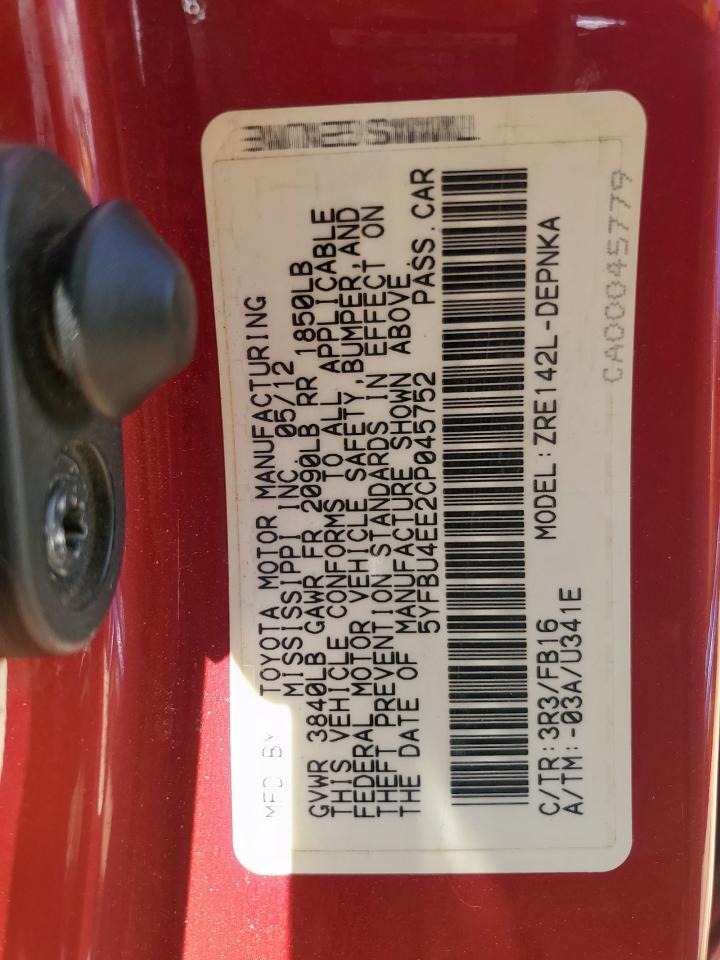 MFD BY TOYOTA MOTOR MANUFACTURING
MISSISSIPPI INC. 05/12
GVWR 3840LB GAWR FR 2090LB RR 1850LB
THIS VEHICLE CONFORMS TO ALL APPLICABLE
FEDERAL MOTOR VEHICLE SAFETY,BUMPER,AND
THEFT PREVENTION STANDARDS IN EFFECT ON
THE DATE OF MANUFACTURE SHOWN ABOVE.
5YFBU4EE2CP045752 PASS.CAR
C/TR:3R3/FB16 MODEL:ZRE142L-DEPNKA
A/TM:-03A/U341E
CA00045779